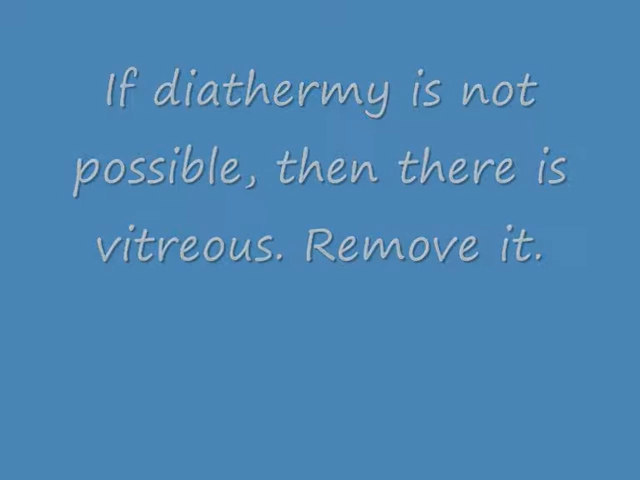 If diathermy is not
possible, then there is
vitreous. Remove it.